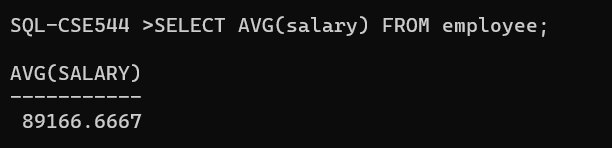 SQL-CSE544 >SELECT AVG(salary) FROM employee;
AVG(SALARY)
-----------
89166.6667